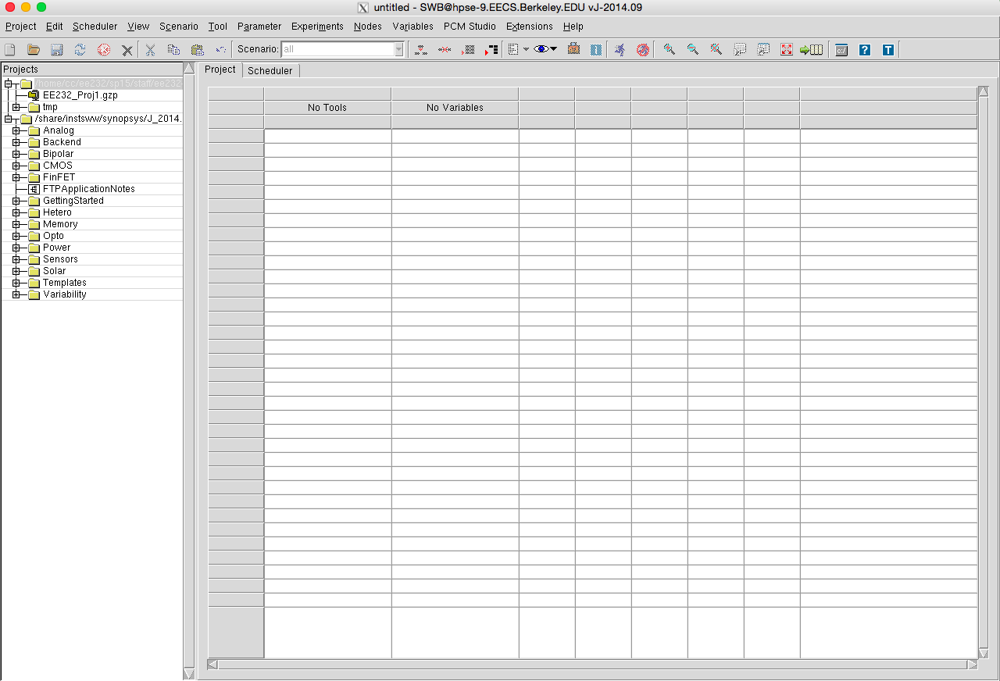 untitled - SWB@hpse-9.EECS.Berkeley.EDU vJ-2014.09
Project Edit Scheduler View Scenario Tool Parameter Experiments Nodes Variables PCM Studio Extensions Help
Scenario: all
Projects
Project Scheduler
/home/cc/ee232/sp15/staff/ee232-
EE232_Proj1.gzp
tmp
/share/instsww/synopsys/J_2014.
Analog
Backend
Bipolar
CMOS
FinFET
FTPApplicationNotes
GettingStarted
Hetero
Memory
Opto
Power
Sensors
Solar
Templates
Variability
No Tools No Variables